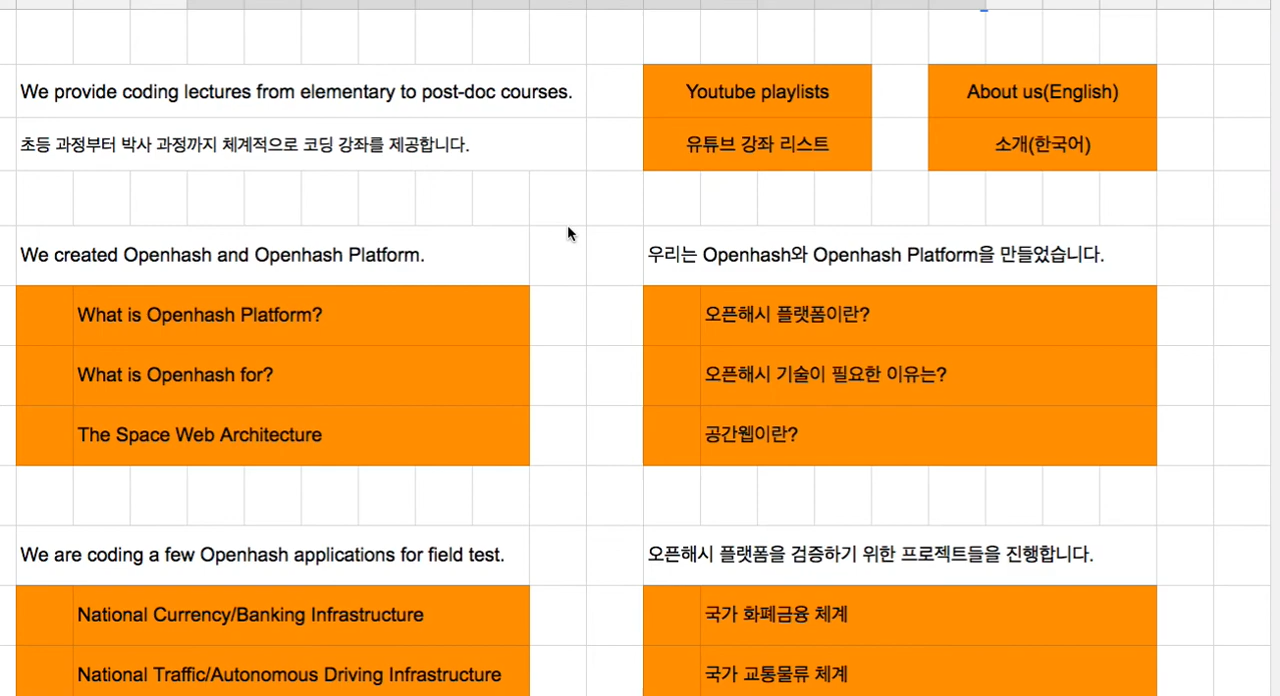 We provide coding lectures from elementary to post-doc courses.
Youtube playlists
About us(English)
초등 과정부터 박사 과정까지 체계적으로 코딩 강좌를 제공합니다.
유튜브 강좌 리스트
소개(한국어)
We created Openhash and Openhash Platform.
우리는 Openhash와 Openhash Platform을 만들었습니다.
What is Openhash Platform?
오픈해시 플랫폼이란?
What is Openhash for?
오픈해시 기술이 필요한 이유는?
The Space Web Architecture
공간웹이란?
We are coding a few Openhash applications for field test.
오픈해시 플랫폼을 검증하기 위한 프로젝트들을 진행합니다.
National Currency/Banking Infrastructure
국가 화폐금융 체계
National Traffic/Autonomous Driving Infrastructure
국가 교통물류 체계